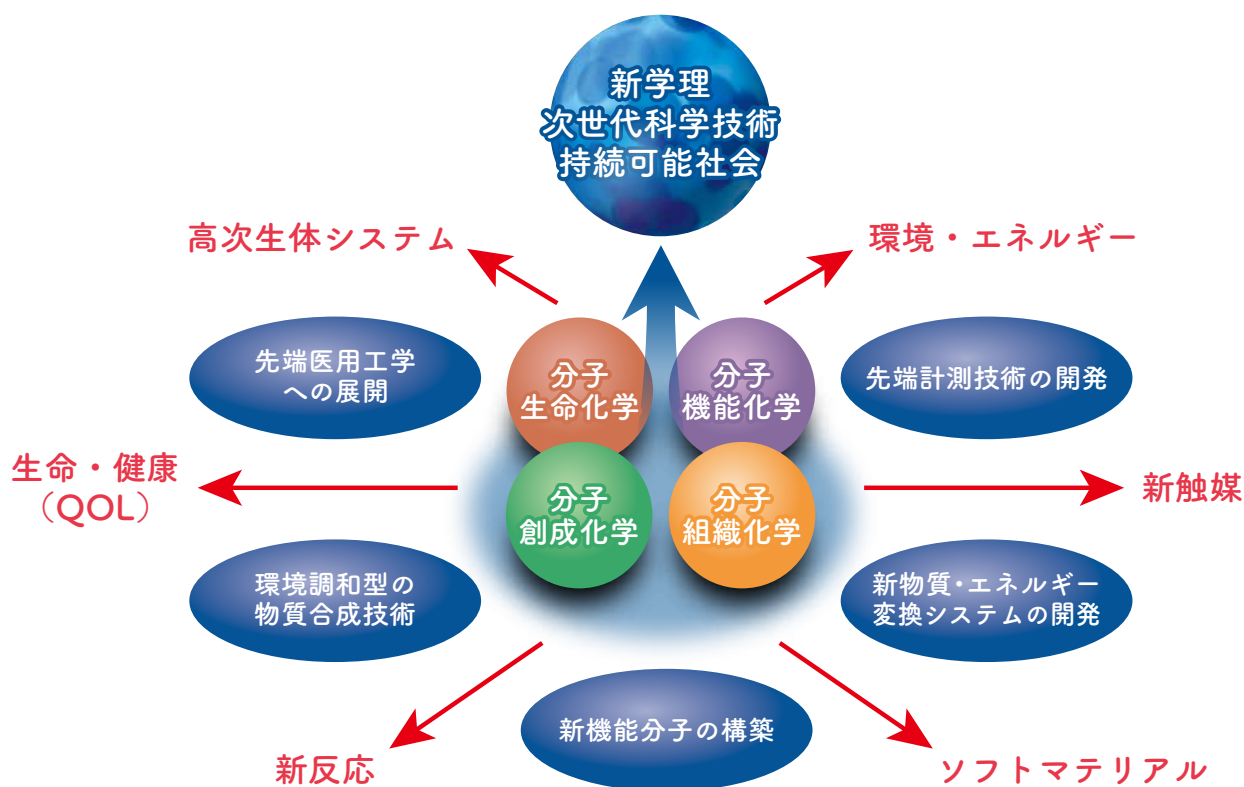 新学理
次世代科学技術
持続可能社会
高次生体システム
環境・エネルギー
先端医用工学
への展開
分子
生命化学
分子
機能化学
先端計測技術の開発
生命・健康
（QOL）
分子
創成化学
分子
組織化学
新触媒
環境調和型の
物質合成技術
新物質・エネルギー
変換システムの開発
新機能分子の構築
新反応
ソフトマテリアル